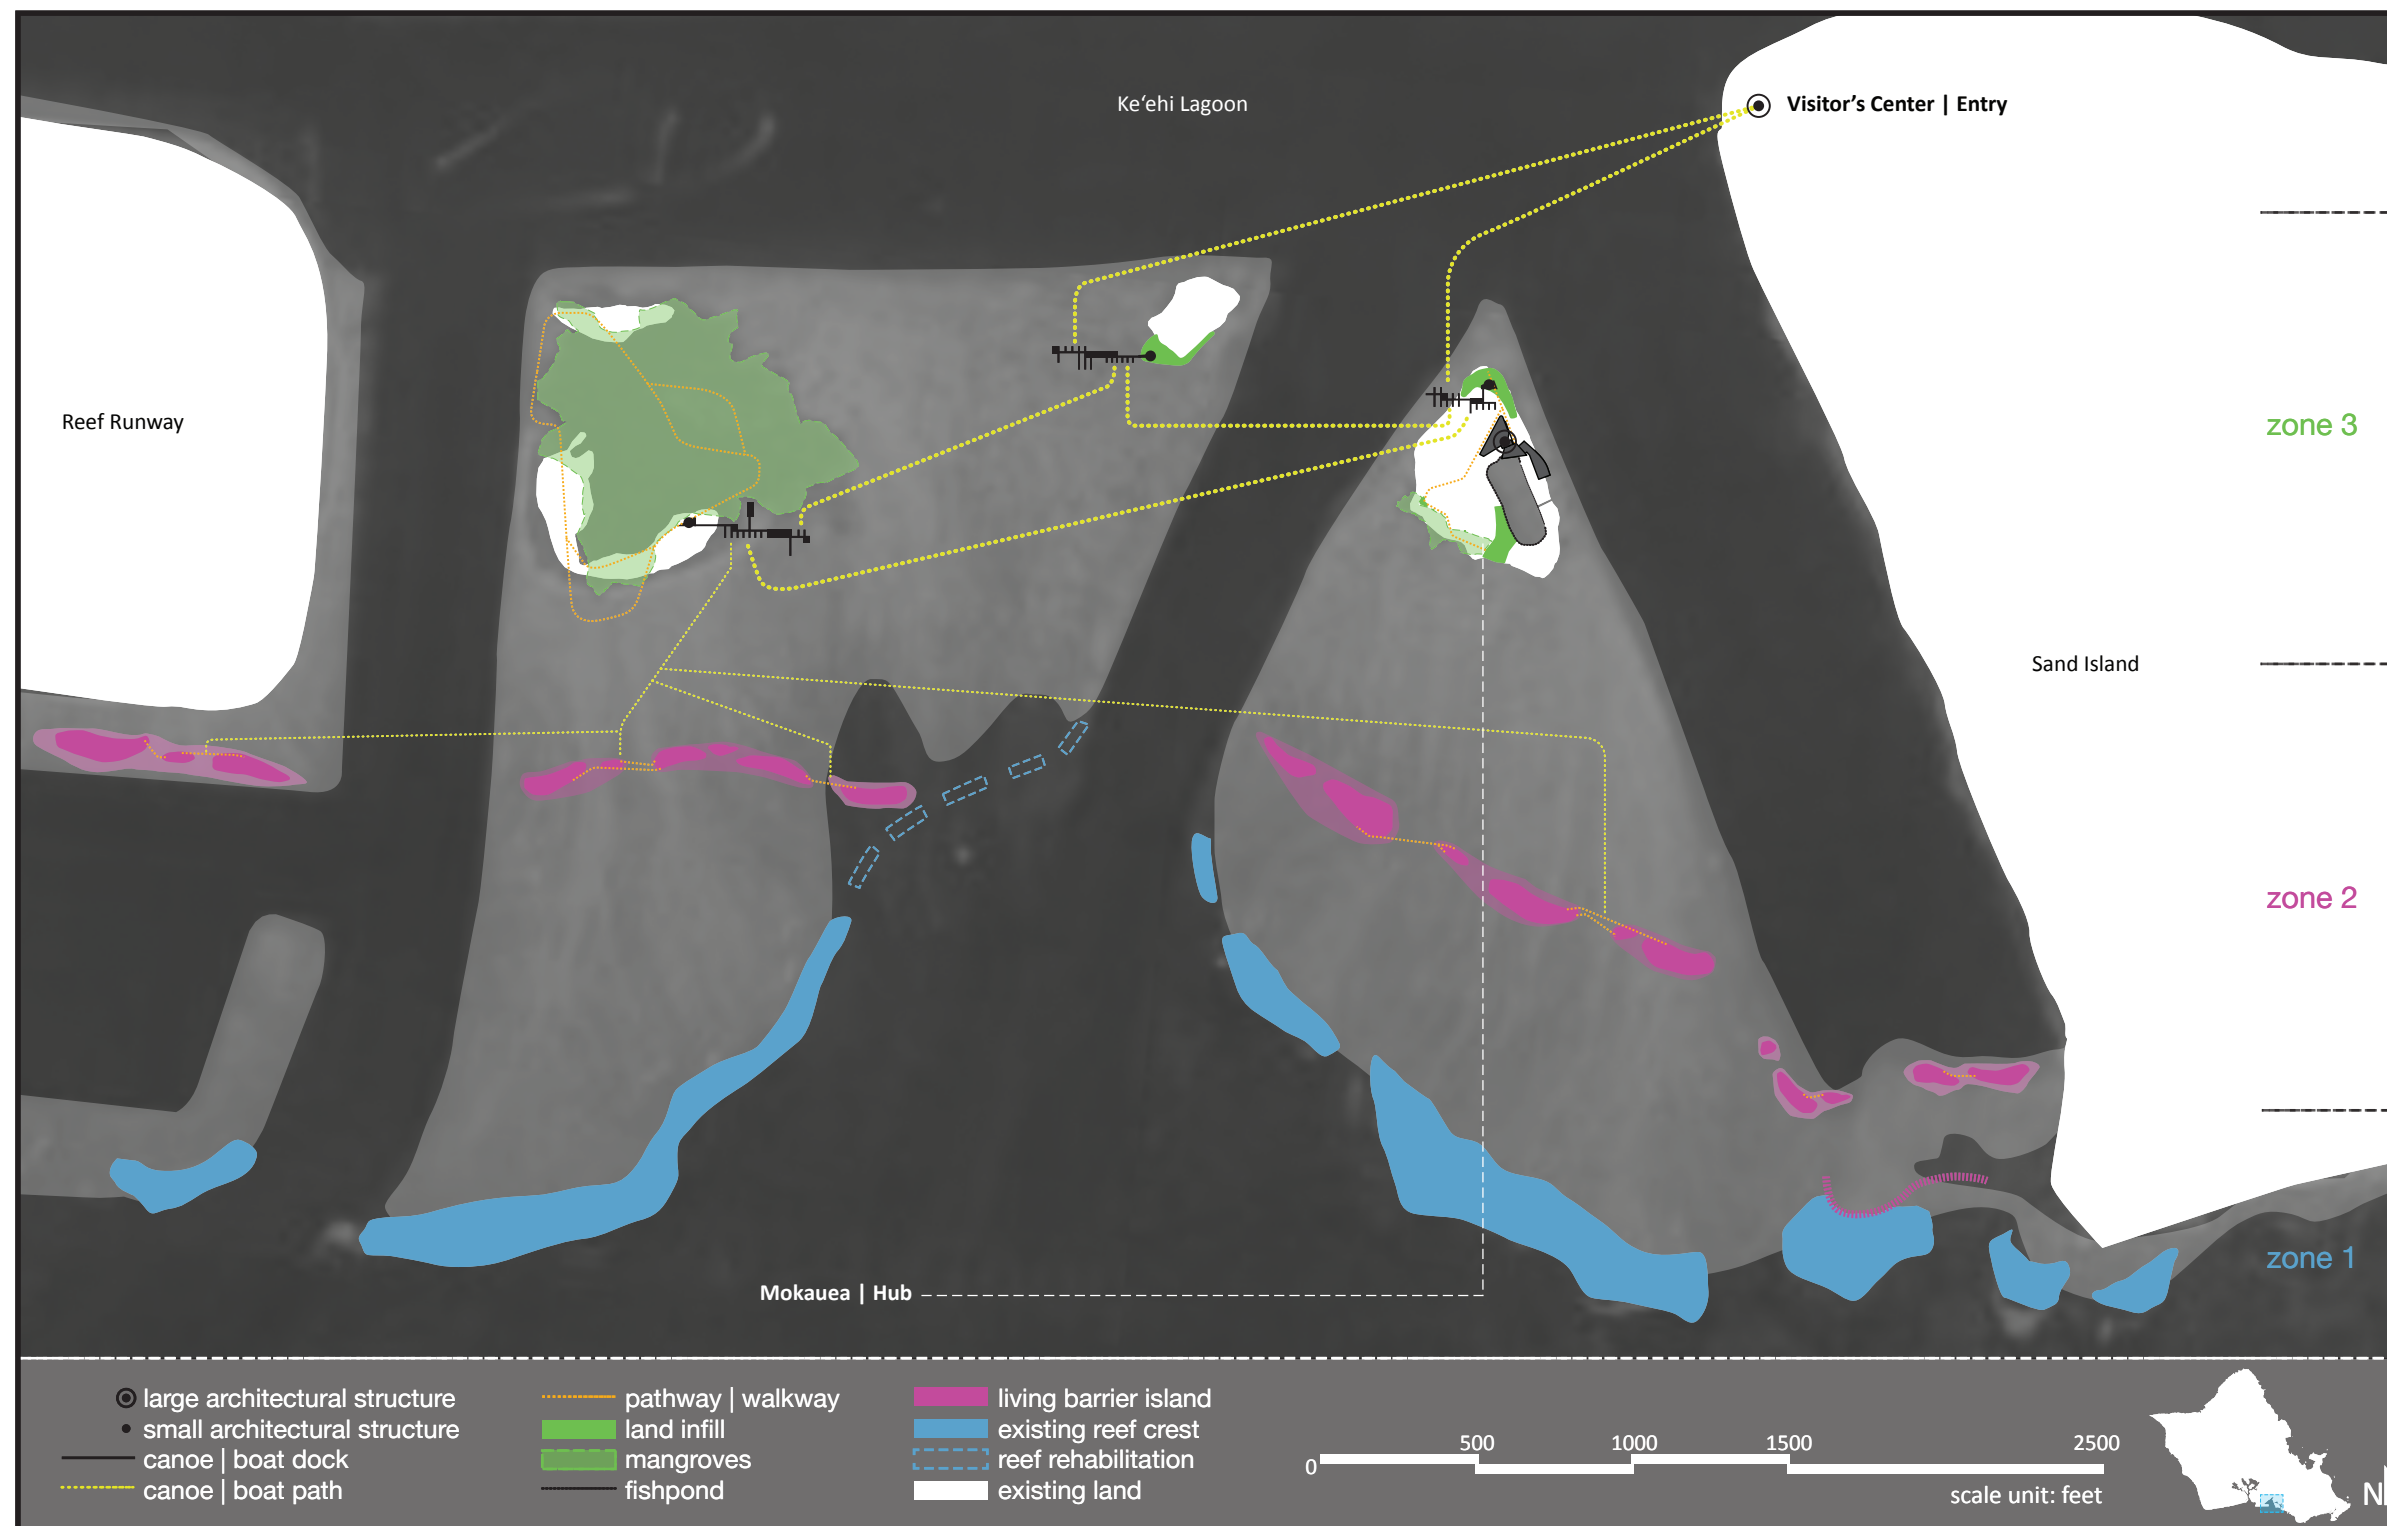 Ke‘ehi Lagoon
Visitor’s Center | Entry
Reef Runway
zone 3
Sand Island
zone 2
zone 1
Mokauea | Hub
large architectural structure
small architectural structure
canoe | boat dock
canoe | boat path
pathway | walkway
land infill
mangroves
fishpond
living barrier island
existing reef crest
reef rehabilitation
existing land
0 500 1000 1500 2500
scale unit: feet
N